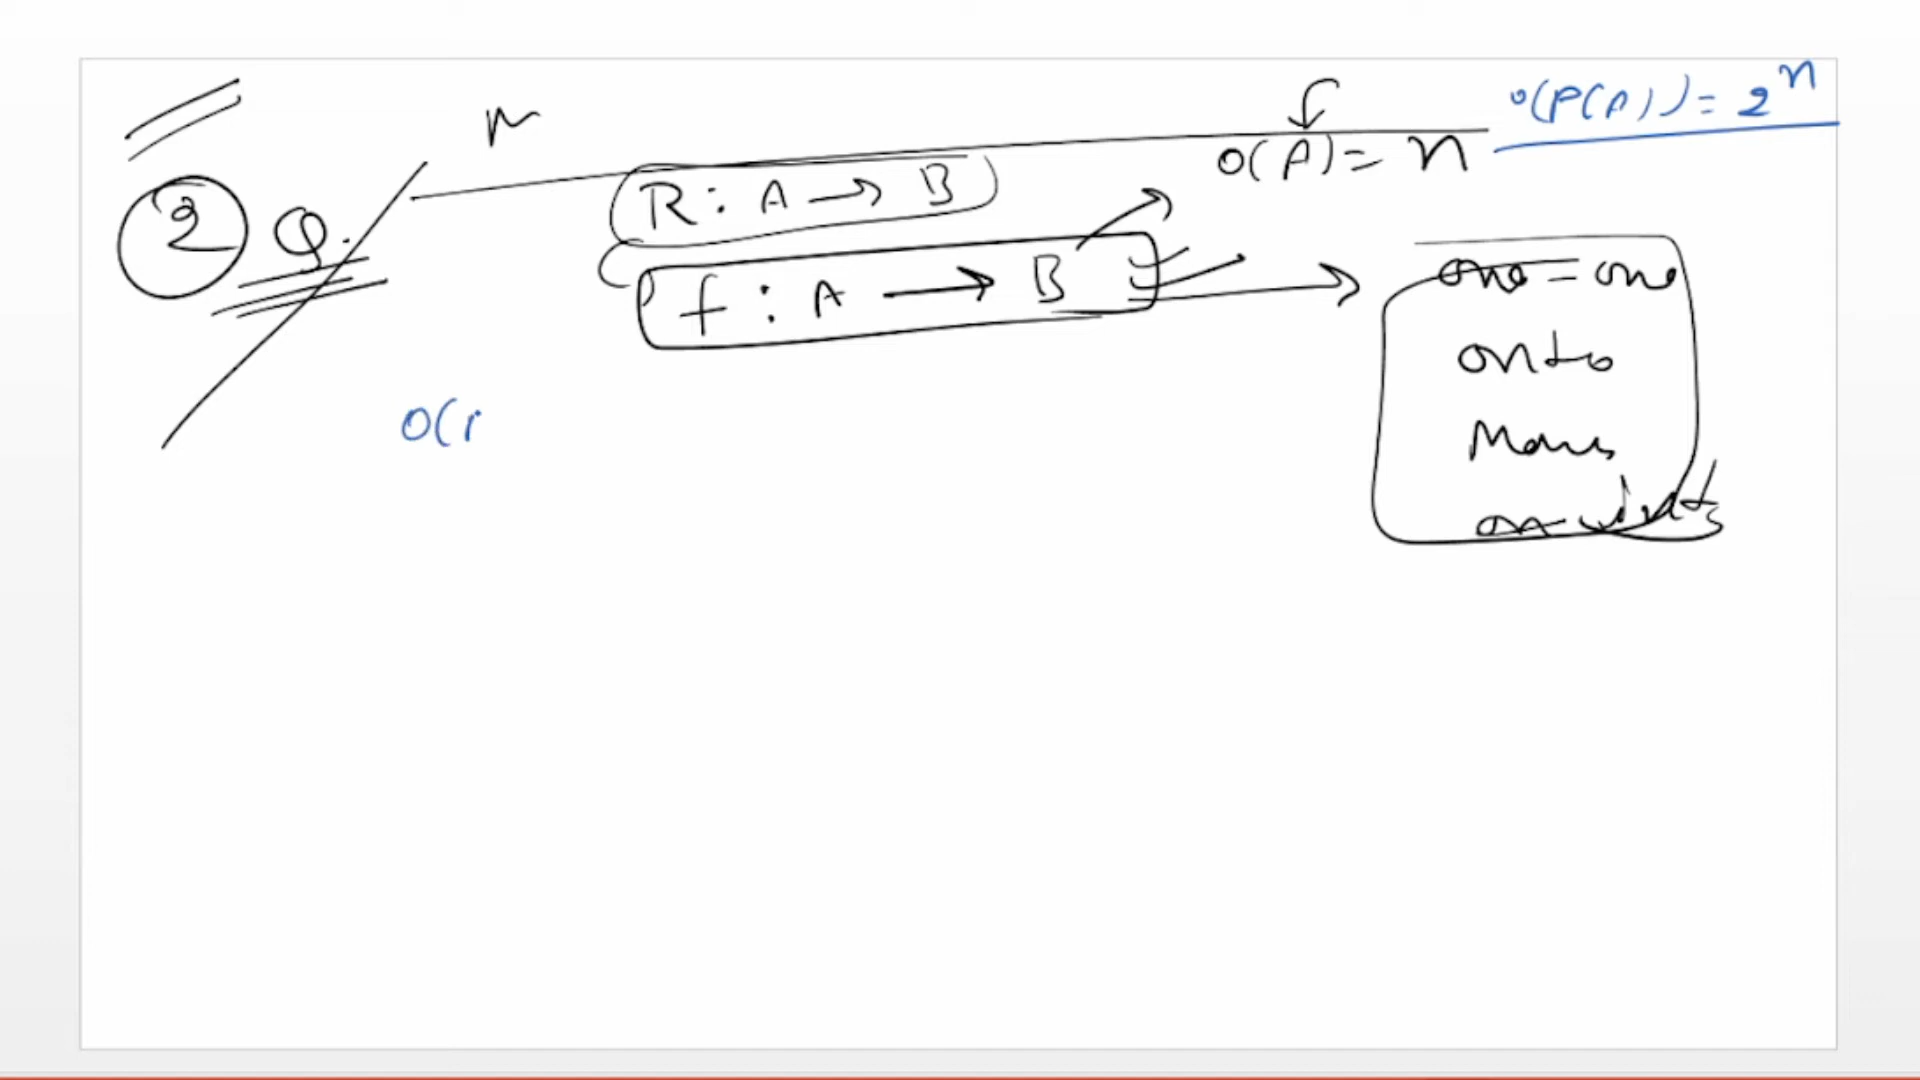 O(P(A)) = 2^n
n
O(A) = n
R : A → B
2 Q.
f : A → B
one = one
onto
Many
O(